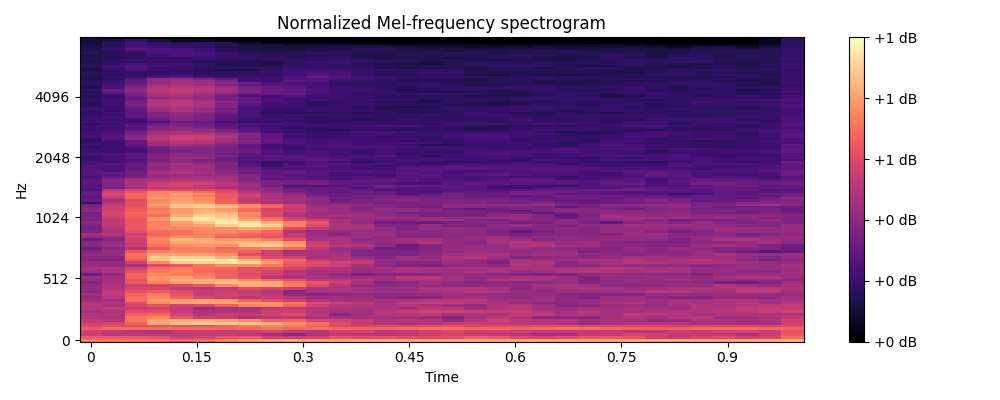 Normalized Mel-frequency spectrogram
Hz
4096
2048
1024
512
0
0 0.15 0.3 0.45 0.6 0.75 0.9
Time
+1 dB
+1 dB
+1 dB
+0 dB
+0 dB
+0 dB